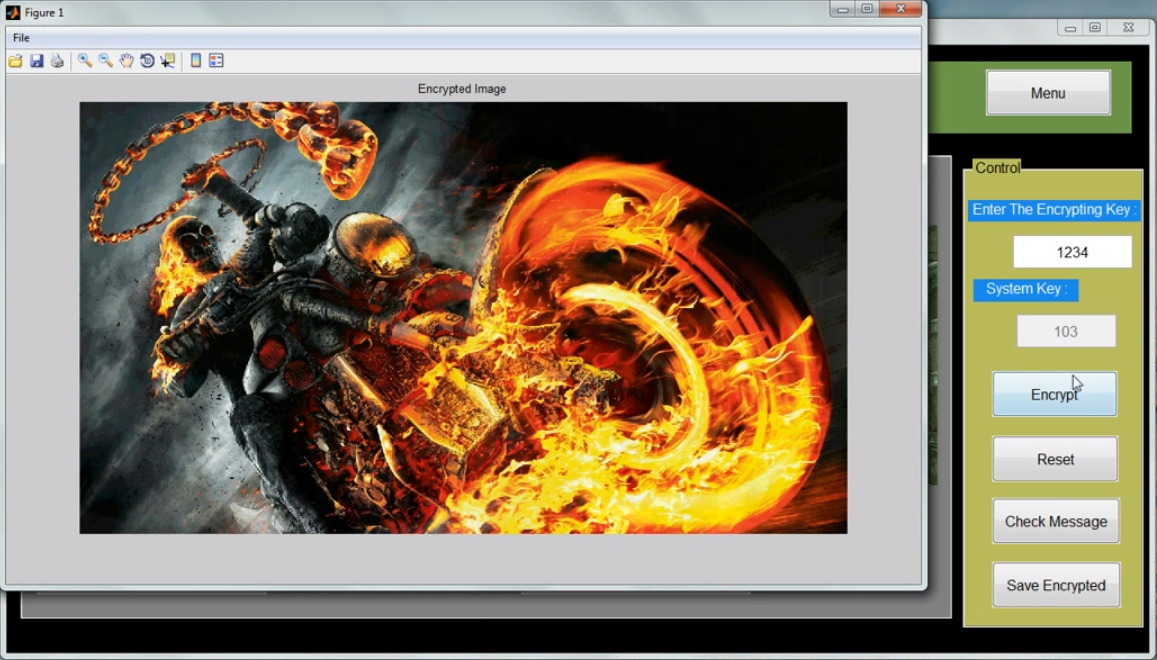 Figure 1
File
Encrypted Image
Menu
Control
Enter The Encrypting Key :
1234
System Key :
103
Encrypt
Reset
Check Message
Save Encrypted